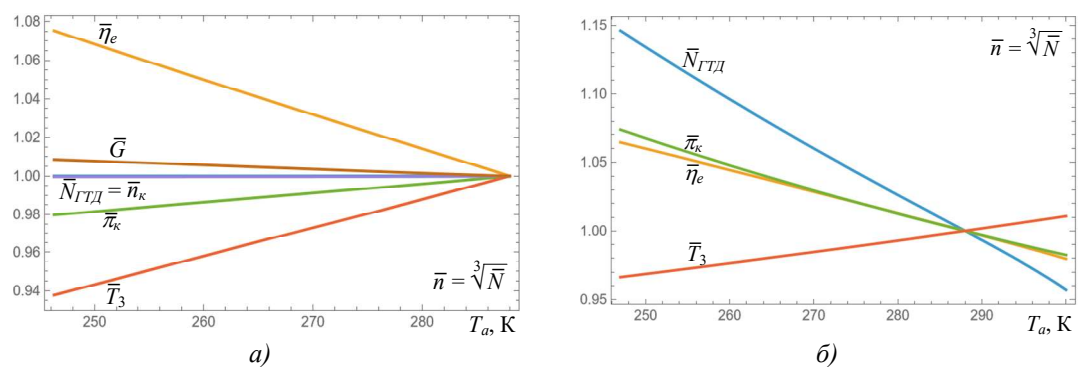 1.08
1.06
1.04
1.02
1.00
0.98
0.96
0.94
η̅ₑ
G̅
N̅ГТД = n̅к
π̅к
T̅₃
n̅ = ∛N̅
250 260 270 280
Tₐ, К
а)
1.15
1.10
1.05
1.00
0.95
N̅ГТД
π̅к
η̅ₑ
T̅₃
n̅ = ∛N̅
250 260 270 280 290
Tₐ, К
б)